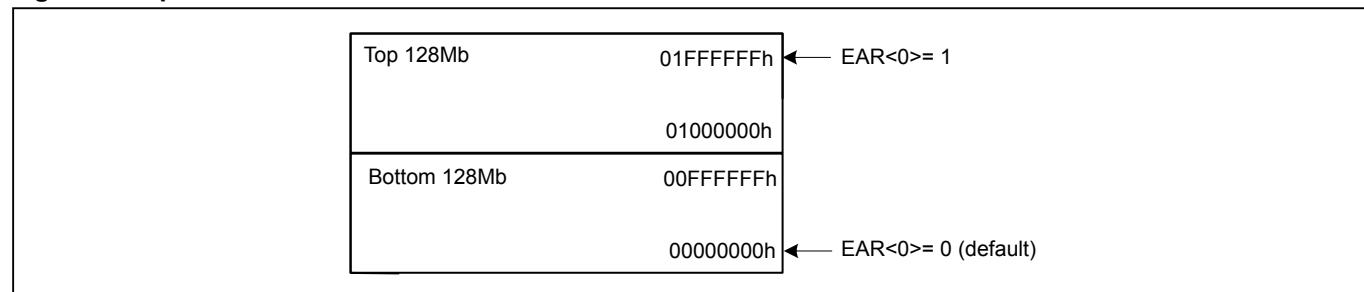 Top 128Mb 01FFFFFFh EAR<0>= 1
01000000h
Bottom 128Mb 00FFFFFFh
00000000h EAR<0>= 0 (default)